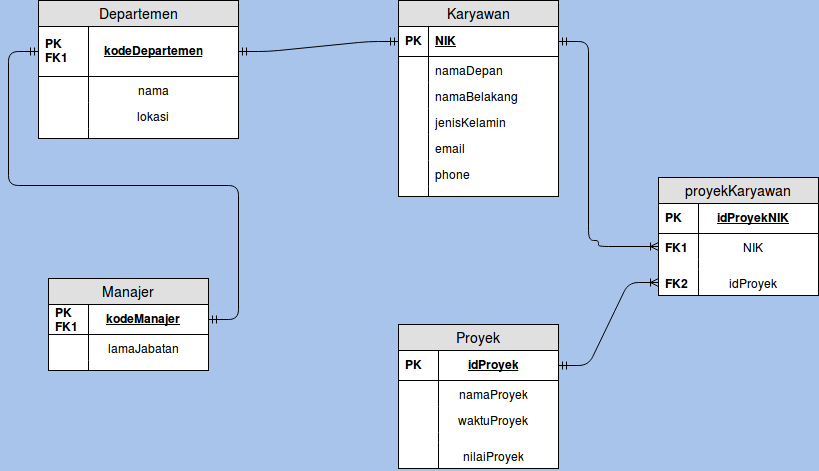 Departemen
PK
FK1
kodeDepartemen
nama
lokasi
Karyawan
PK NIK
namaDepan
namaBelakang
jenisKelamin
email
phone
proyekKaryawan
PK idProyekNIK
FK1 NIK
FK2 idProyek
Manajer
PK
FK1
kodeManajer
lamaJabatan
Proyek
PK idProyek
namaProyek
waktuProyek
nilaiProyek